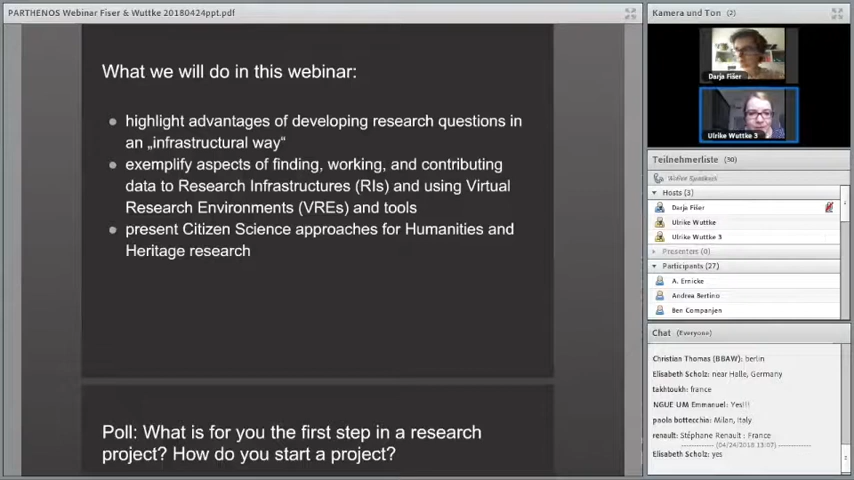 PARTHENOS Webinar Fiser & Wuttke 20180424ppt.pdf
What we will do in this webinar:
highlight advantages of developing research questions in
an „infrastructural way“
exemplify aspects of finding, working, and contributing
data to Research Infrastructures (RIs) and using Virtual
Research Environments (VREs) and tools
present Citizen Science approaches for Humanities and
Heritage research
Poll: What is for you the first step in a research
project? How do you start a project?
Kamera und Ton (2)
Darja Fišer
Ulrike Wuttke 3
Teilnehmerliste (30)
Hosts (3)
Darja Fišer
Ulrike Wuttke
Ulrike Wuttke 3
Presenters (0)
Participants (27)
A. Ernicke
Andrea Bertino
Ben Companjen
Chat (Everyone)
Christian Thomas (BBAW): berlin
Elisabeth Scholz: near Halle, Germany
takhtoukh: france
NGUE UM Emmanuel: Yes!!!
paola bottecchia: Milan, Italy
renault: Stéphane Renault : France
(04/24/2018 13:07)
Elisabeth Scholz: yes